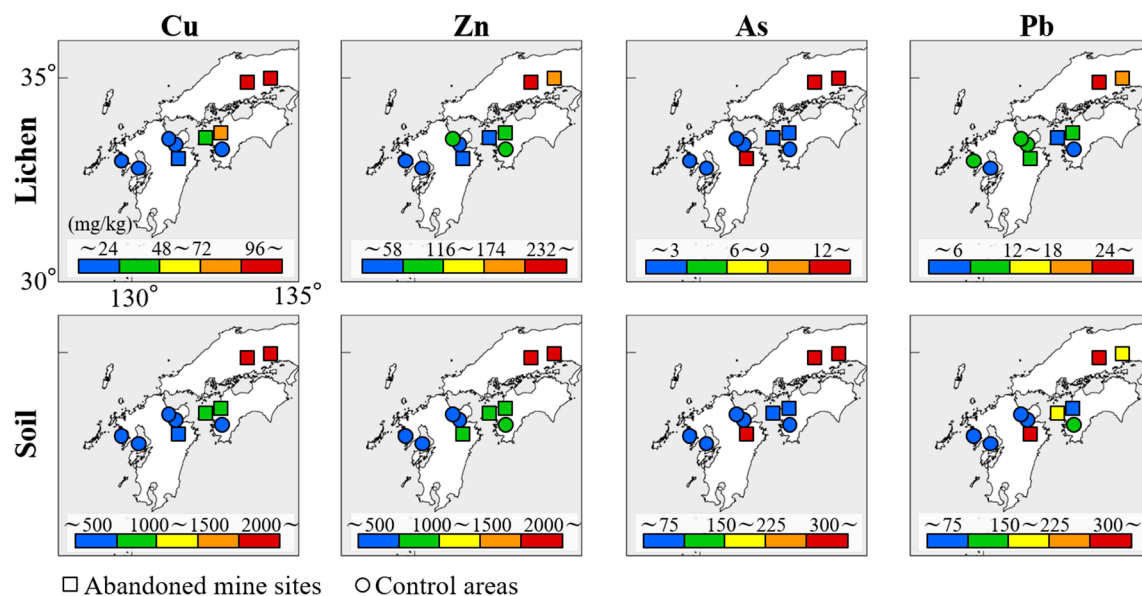 Cu Zn As Pb
Lichen
35°
(mg/kg)
～24 48～72 96～
～58 116～174 232～
～3 6～9 12～
～6 12～18 24～
30°
130° 135°
Soil
～500 1000～1500 2000～
～500 1000～1500 2000～
～75 150～225 300～
～75 150～225 300～
Abandoned mine sites Control areas